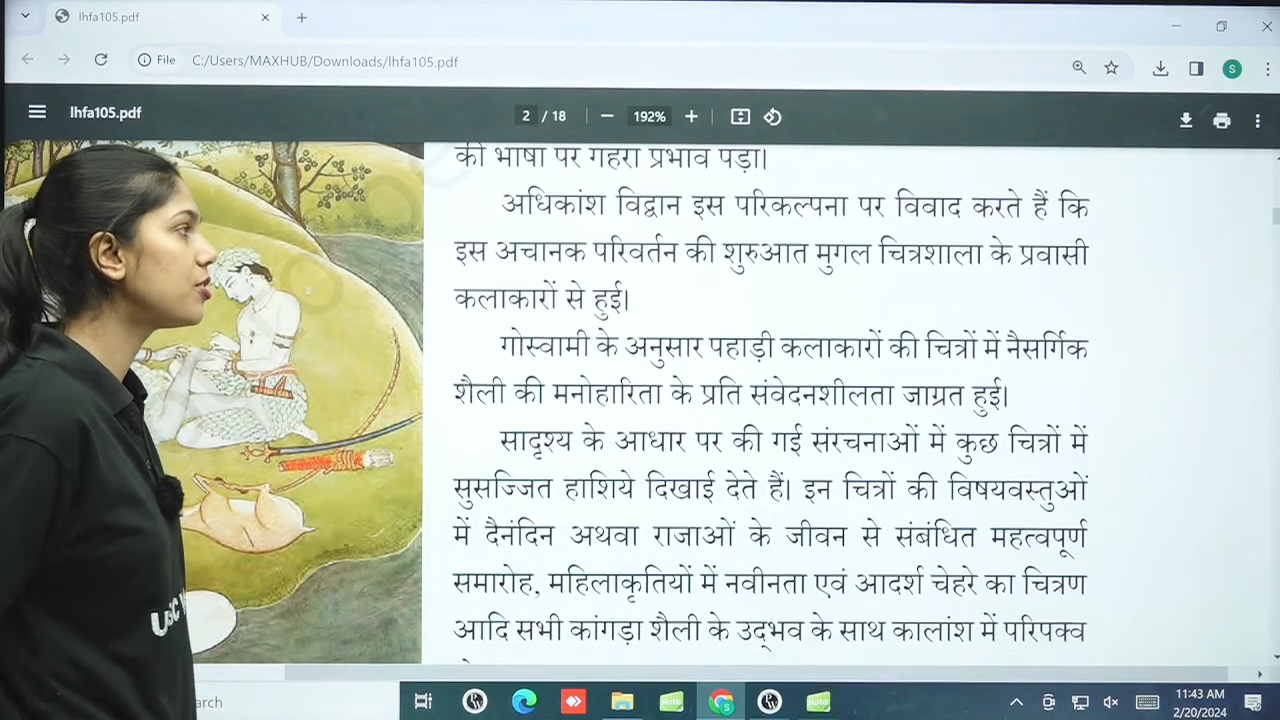 lhfa105.pdf
File C:/Users/MAXHUB/Downloads/lhfa105.pdf
S
lhfa105.pdf
2 / 18
192%
की भाषा पर गहरा प्रभाव पड़ा।
अधिकांश विद्वान इस परिकल्पना पर विवाद करते हैं कि
इस अचानक परिवर्तन की शुरुआत मुगल चित्रशाला के प्रवासी
कलाकारों से हुई।
गोस्वामी के अनुसार पहाड़ी कलाकारों की चित्रों में नैसर्गिक
शैली की मनोहारिता के प्रति संवेदनशीलता जाग्रत हुई।
सादृश्य के आधार पर की गई संरचनाओं में कुछ चित्रों में
सुसज्जित हाशिये दिखाई देते हैं। इन चित्रों की विषयवस्तुओं
में दैनंदिन अथवा राजाओं के जीवन से संबंधित महत्वपूर्ण
समारोह, महिलाकृतियों में नवीनता एवं आदर्श चेहरे का चित्रण
आदि सभी कांगड़ा शैली के उद्भव के साथ कालांश में परिपक्व
arch
11:43 AM
2/20/2024